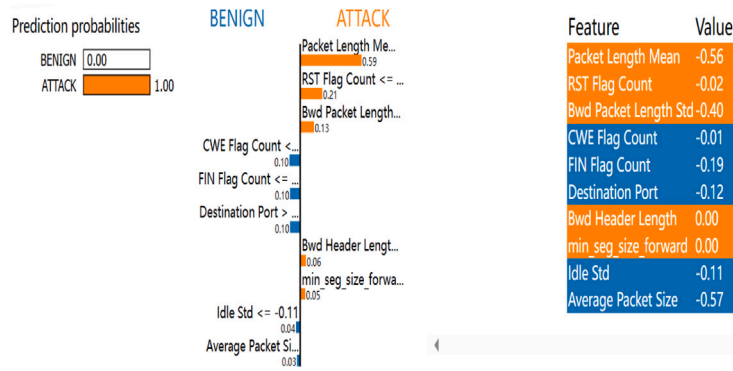 Prediction probabilities
BENIGN 0.00
ATTACK 1.00
BENIGN ATTACK
Packet Length Me...
0.59
RST Flag Count <= ...
0.21
Bwd Packet Length...
0.13
CWE Flag Count <...
0.10
FIN Flag Count <= ...
0.10
Destination Port > ...
0.10
Bwd Header Lengt...
0.06
min_seg_size_forwa...
0.05
Idle Std <= -0.11
0.04
Average Packet Si...
0.03
Feature Value
Packet Length Mean -0.56
RST Flag Count -0.02
Bwd Packet Length Std -0.40
CWE Flag Count -0.01
FIN Flag Count -0.19
Destination Port -0.12
Bwd Header Length 0.00
min_seg_size_forward 0.00
Idle Std -0.11
Average Packet Size -0.57